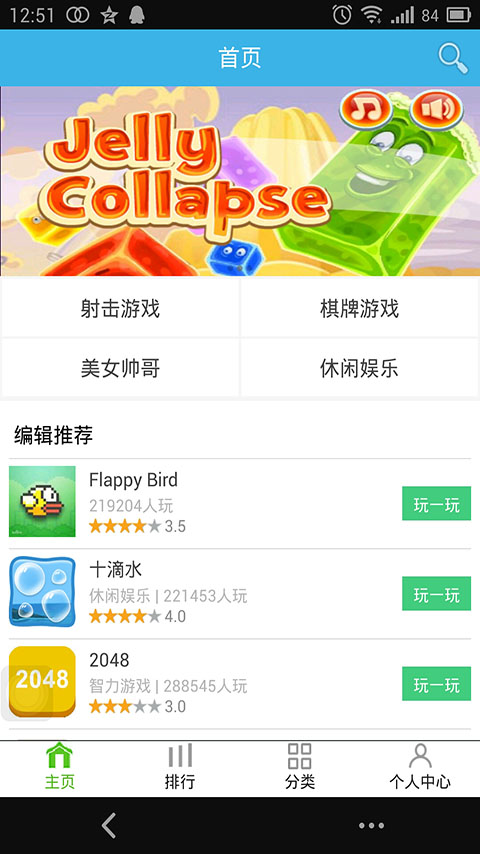 12:51
84
首页
Jelly
Collapse
射击游戏
棋牌游戏
美女帅哥
休闲娱乐
编辑推荐
Flappy Bird
219204人玩
3.5
玩一玩
十滴水
休闲娱乐 | 221453人玩
4.0
玩一玩
2048
2048
智力游戏 | 288545人玩
3.0
玩一玩
主页
排行
分类
个人中心